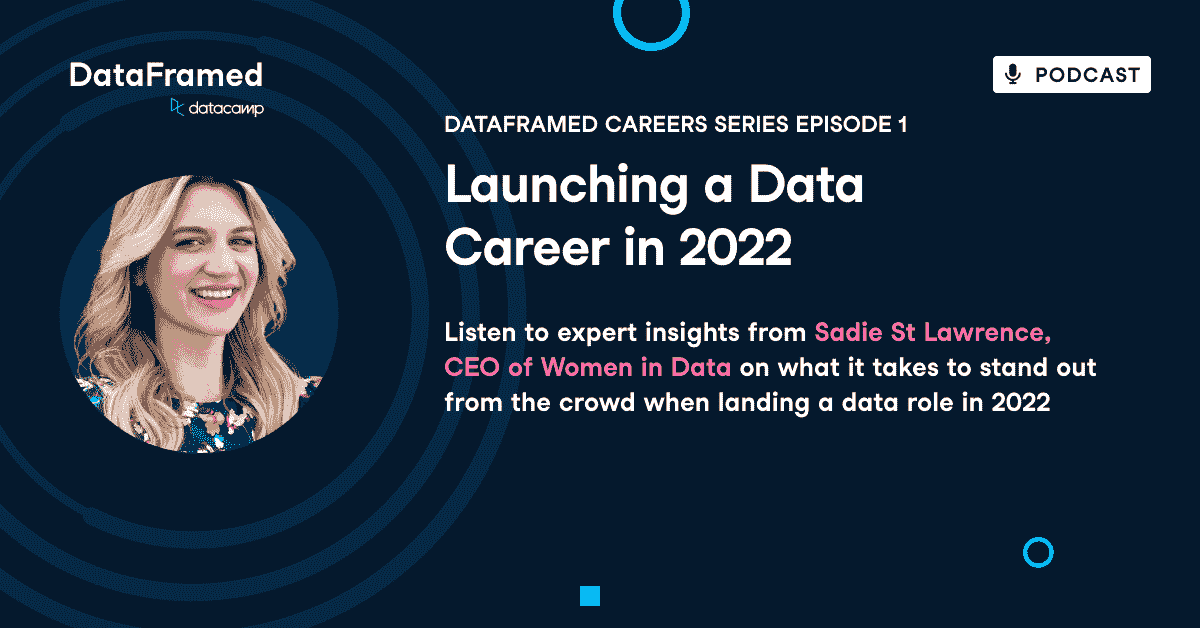 DataFramed
datacamp
PODCAST
DATAFRAMED CAREERS SERIES EPISODE 1
Launching a Data
Career in 2022
Listen to expert insights from Sadie St Lawrence,
CEO of Women in Data on what it takes to stand out
from the crowd when landing a data role in 2022